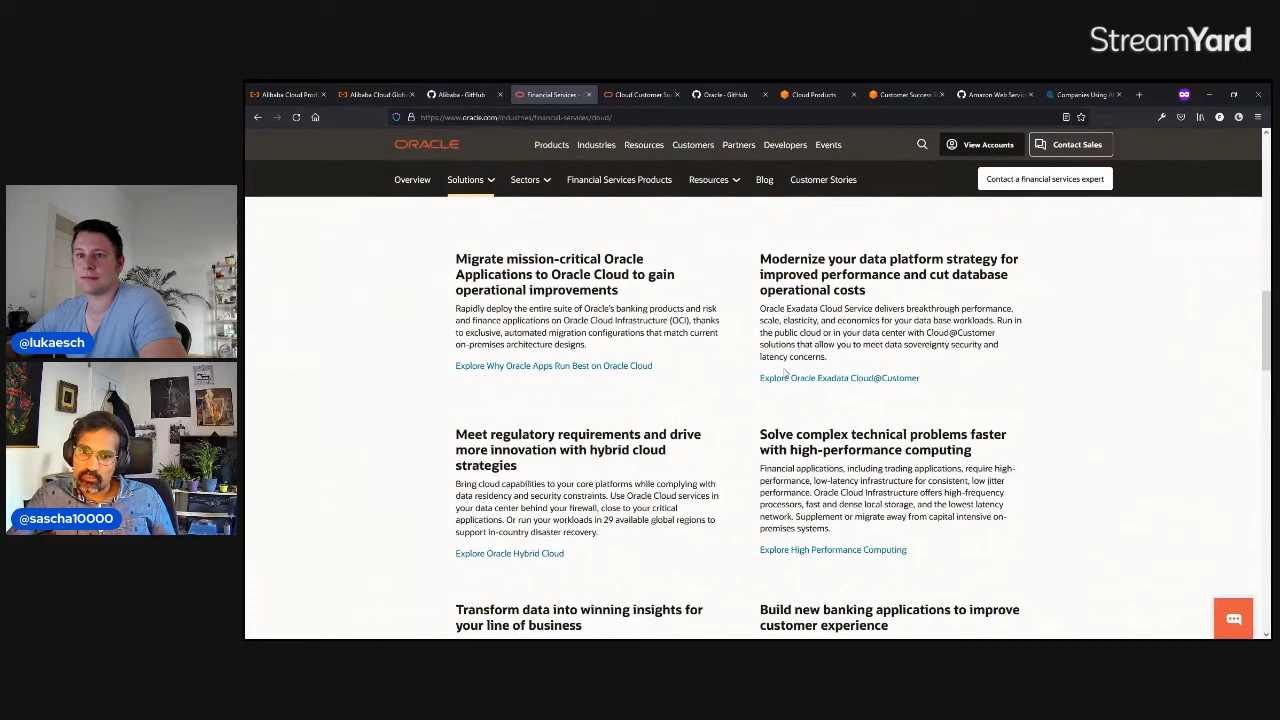 StreamYard
Alibaba Cloud Prod
Alibaba Cloud Glob
Alibaba · GitHub
Financial Services -
Cloud Customer Su
Oracle · GitHub
Cloud Products
Customer Success S
Amazon Web Servic
Companies Using A
https://www.oracle.com/industries/financial-services/cloud/
ORACLE
Products Industries Resources Customers Partners Developers Events
View Accounts
Contact Sales
Overview Solutions Sectors Financial Services Products Resources Blog Customer Stories
Contact a financial services expert
Migrate mission-critical Oracle
Applications to Oracle Cloud to gain
operational improvements
Rapidly deploy the entire suite of Oracle's banking products and risk
and finance applications on Oracle Cloud Infrastructure (OCI), thanks
to exclusive, automated migration configurations that match current
on-premises architecture designs.
Explore Why Oracle Apps Run Best on Oracle Cloud
Modernize your data platform strategy for
improved performance and cut database
operational costs
Oracle Exadata Cloud Service delivers breakthrough performance,
scale, elasticity, and economics for your data base workloads. Run in
the public cloud or in your data center with Cloud@Customer
solutions that allow you to meet data sovereignty security and
latency concerns.
Explore Oracle Exadata Cloud@Customer
Meet regulatory requirements and drive
more innovation with hybrid cloud
strategies
Bring cloud capabilities to your core platforms while complying with
data residency and security constraints. Use Oracle Cloud services in
your data center behind your firewall, close to your critical
applications. Or run your workloads in 29 available global regions to
support in-country disaster recovery.
Explore Oracle Hybrid Cloud
Solve complex technical problems faster
with high-performance computing
Financial applications, including trading applications, require high-
performance, low-latency infrastructure for consistent, low jitter
performance. Oracle Cloud Infrastructure offers high-frequency
processors, fast and dense local storage, and the lowest latency
network. Supplement or migrate away from capital intensive on-
premises systems.
Explore High Performance Computing
Transform data into winning insights for
your line of business
Build new banking applications to improve
customer experience
@lukaesch
@sascha10000